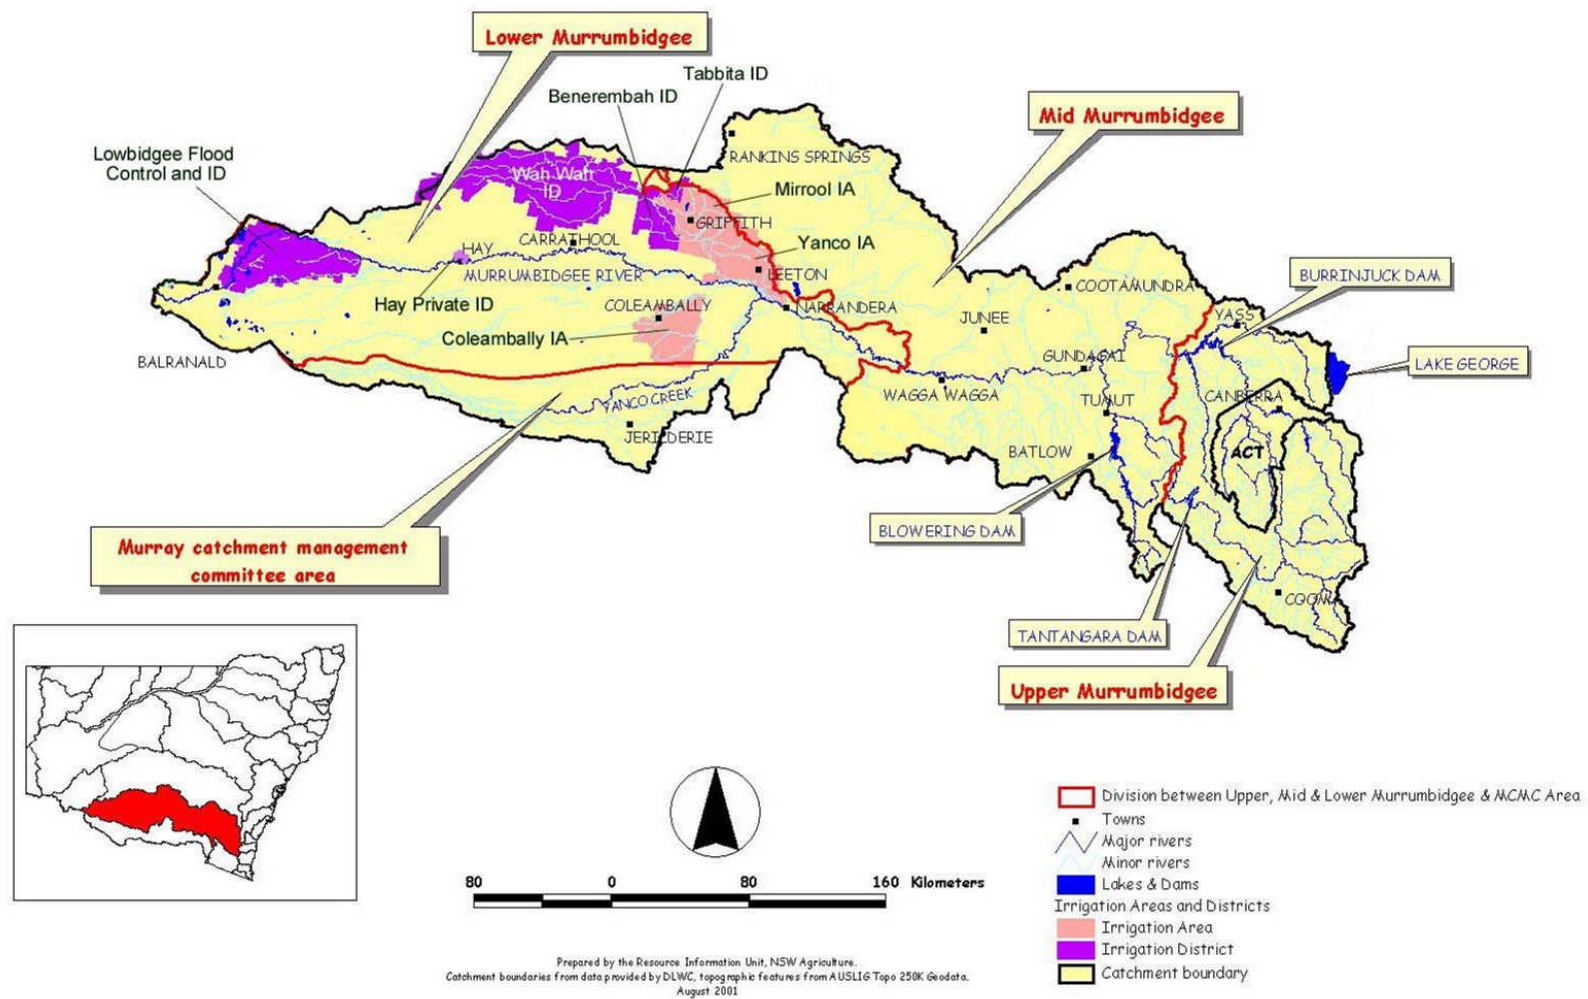 Lower Murrumbidgee
Tabbita ID
Benerembah ID
Mid Murrumbidgee
Lowbidgee Flood
Control and ID
RANKINS SPRINGS
Wah Wah
ID
Mirrool IA
GRIFFITH
CARRATHOOL
HAY
Yanco IA
MURRUMBIDGEE RIVER
LEETON
BURRINJUCK DAM
COOTAMUNDRA
Hay Private ID
COLEAMBALLY
NARRANDERA
YASS
JUNEE
Coleambally IA
BALRANALD
GUNDAGAI
LAKE GEORGE
WAGGA WAGGA
TUMUT
CANBERRA
YANCO CREEK
JERILDERIE
BATLOW
ACT
BLOWERING DAM
Murray catchment management
committee area
COOMA
TANTANGARA DAM
Upper Murrumbidgee
Division between Upper, Mid & Lower Murrumbidgee & MCMC Area
Towns
Major rivers
Minor rivers
Lakes & Dams
Irrigation Areas and Districts
Irrigation Area
Irrigation District
Catchment boundary
80 0 80 160 Kilometers
Prepared by the Resource Information Unit, NSW Agriculture.
Catchment boundaries from data provided by DLWC, topographic features from AUSLIG Topo 250K Geodata.
August 2001